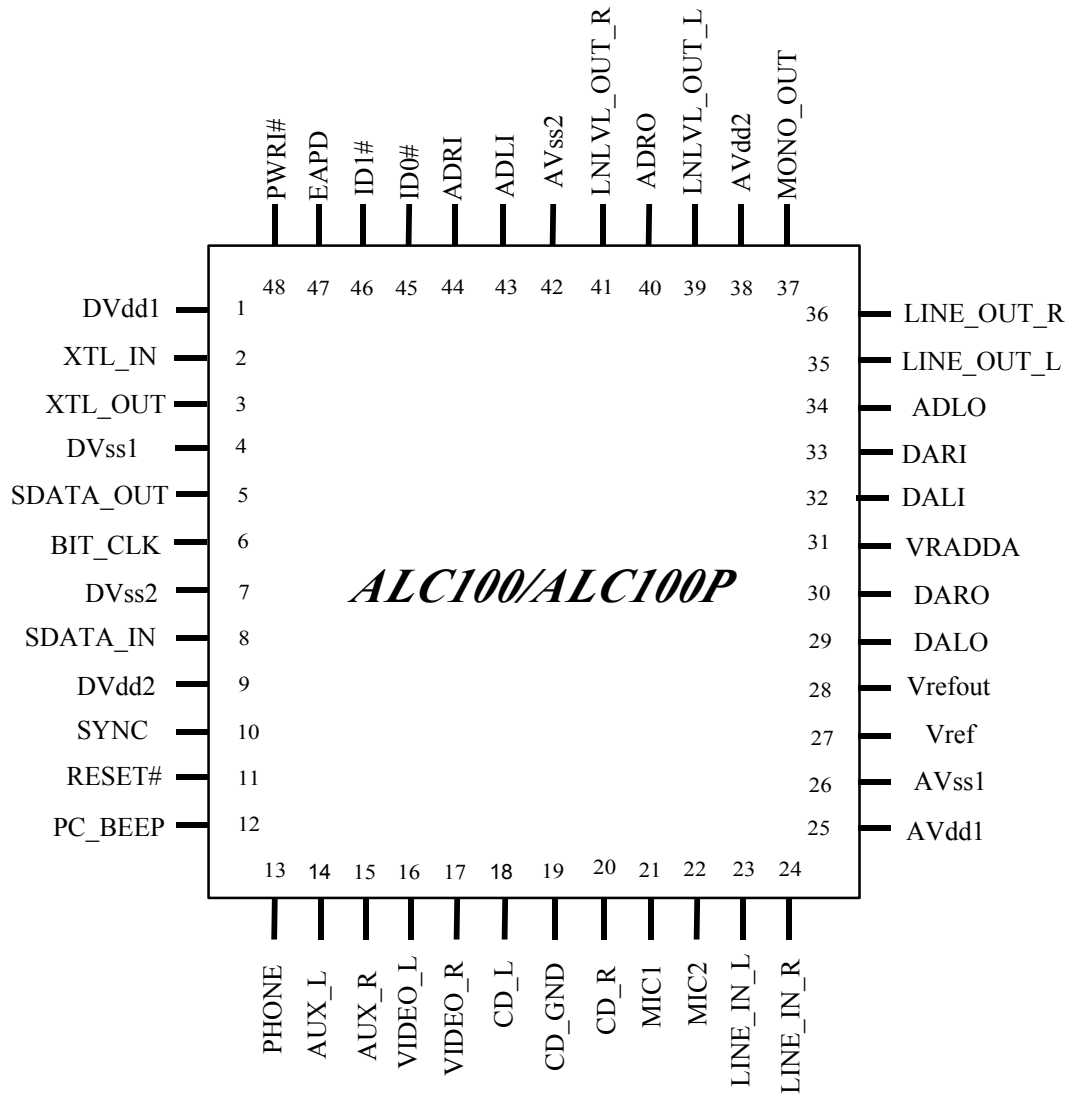 PWRI#
EAPD
ID1#
ID0#
ADRI
ADLI
AVss2
LNLVL_OUT_R
ADRO
LNLVL_OUT_L
AVdd2
MONO_OUT
48 47 46 45 44 43 42 41 40 39 38 37
DVdd1 1
XTL_IN 2
XTL_OUT 3
DVss1 4
SDATA_OUT 5
BIT_CLK 6
DVss2 7
SDATA_IN 8
DVdd2 9
SYNC 10
RESET# 11
PC_BEEP 12
ALC100/ALC100P
36 LINE_OUT_R
35 LINE_OUT_L
34 ADLO
33 DARI
32 DALI
31 VRADDA
30 DARO
29 DALO
28 Vrefout
27 Vref
26 AVss1
25 AVdd1
13 14 15 16 17 18 19 20 21 22 23 24
PHONE
AUX_L
AUX_R
VIDEO_L
VIDEO_R
CD_L
CD_GND
CD_R
MIC1
MIC2
LINE_IN_L
LINE_IN_R